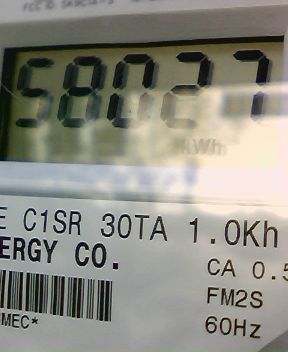 58027
kWh
E C1SR 30TA 1.0Kh
ERGY CO.
CA 0.5
FM2S
MEC*
60Hz